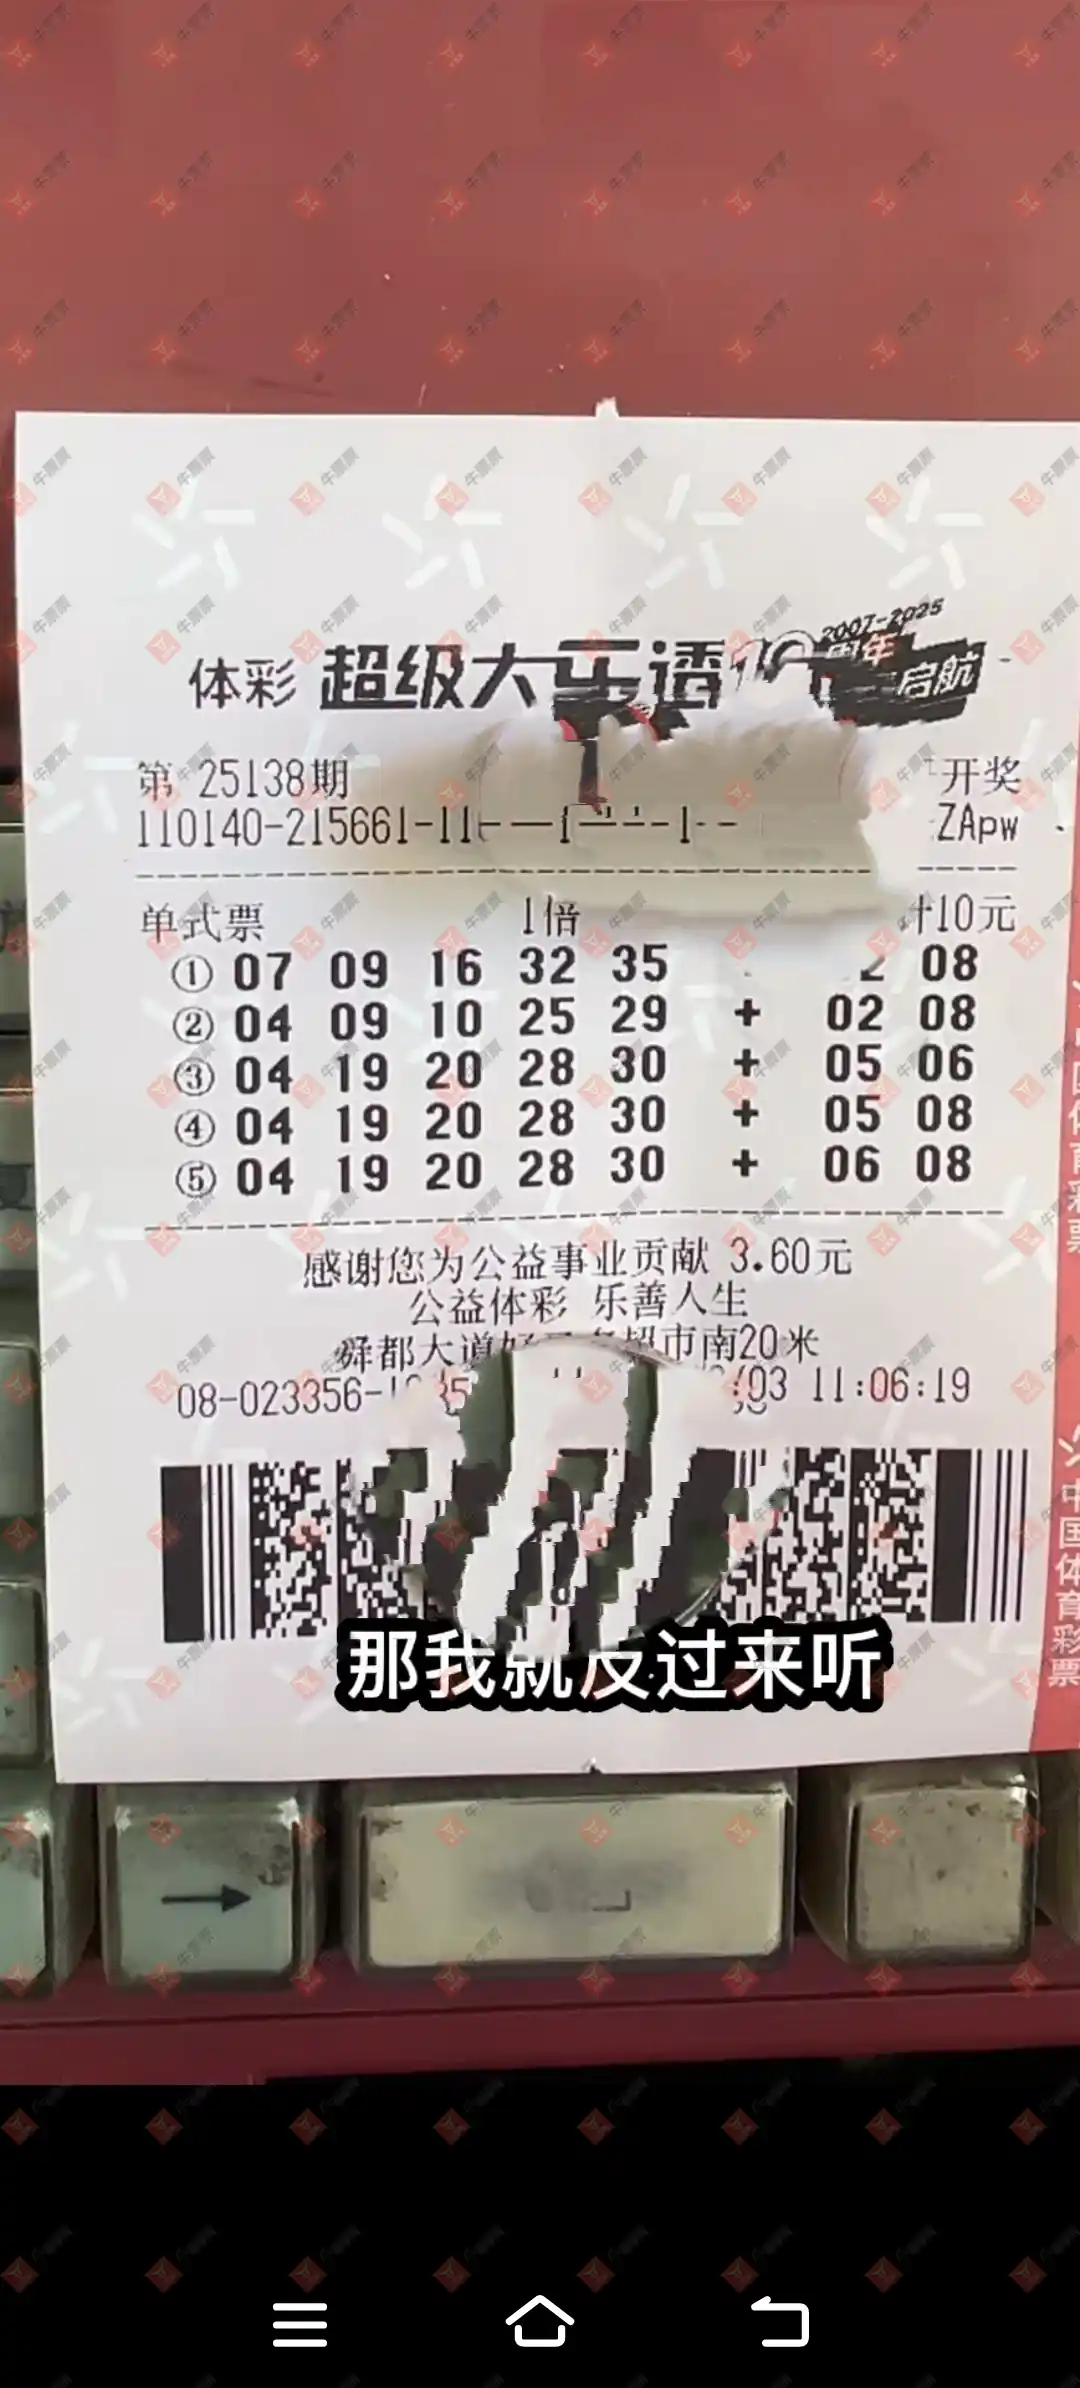 2007-2025
体彩 超级大乐透
周年
启航
第 25138期 开奖
110140-215661-11 ZApw
单式票 1倍 10元
① 07 09 16 32 35 08
② 04 09 10 25 29 + 02 08
③ 04 19 20 28 30 + 05 06
④ 04 19 20 28 30 + 05 08
⑤ 04 19 20 28 30 + 06 08
感谢您为公益事业贡献 3.60元
公益体彩 乐善人生
舜都大道 超市南20米
08-023356- /03 11:06:19
那我就反过来听
中国体育彩票
牛票票